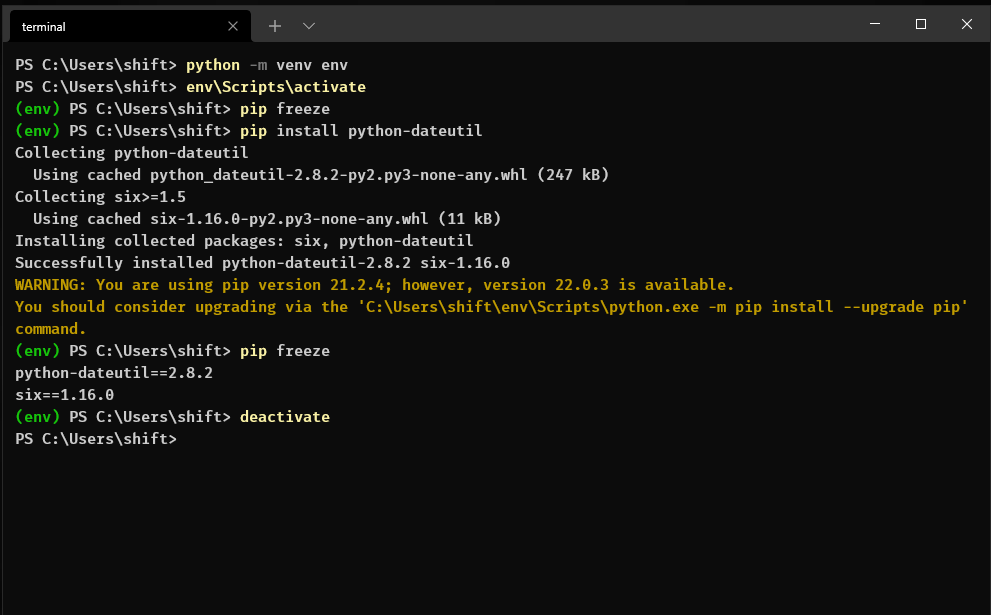 terminal
PS C:\Users\shift> python -m venv env
PS C:\Users\shift> env\Scripts\activate
(env) PS C:\Users\shift> pip freeze
(env) PS C:\Users\shift> pip install python-dateutil
Collecting python-dateutil
  Using cached python_dateutil-2.8.2-py2.py3-none-any.whl (247 kB)
Collecting six>=1.5
  Using cached six-1.16.0-py2.py3-none-any.whl (11 kB)
Installing collected packages: six, python-dateutil
Successfully installed python-dateutil-2.8.2 six-1.16.0
WARNING: You are using pip version 21.2.4; however, version 22.0.3 is available.
You should consider upgrading via the 'C:\Users\shift\env\Scripts\python.exe -m pip install --upgrade pip'
command.
(env) PS C:\Users\shift> pip freeze
python-dateutil==2.8.2
six==1.16.0
(env) PS C:\Users\shift> deactivate
PS C:\Users\shift>